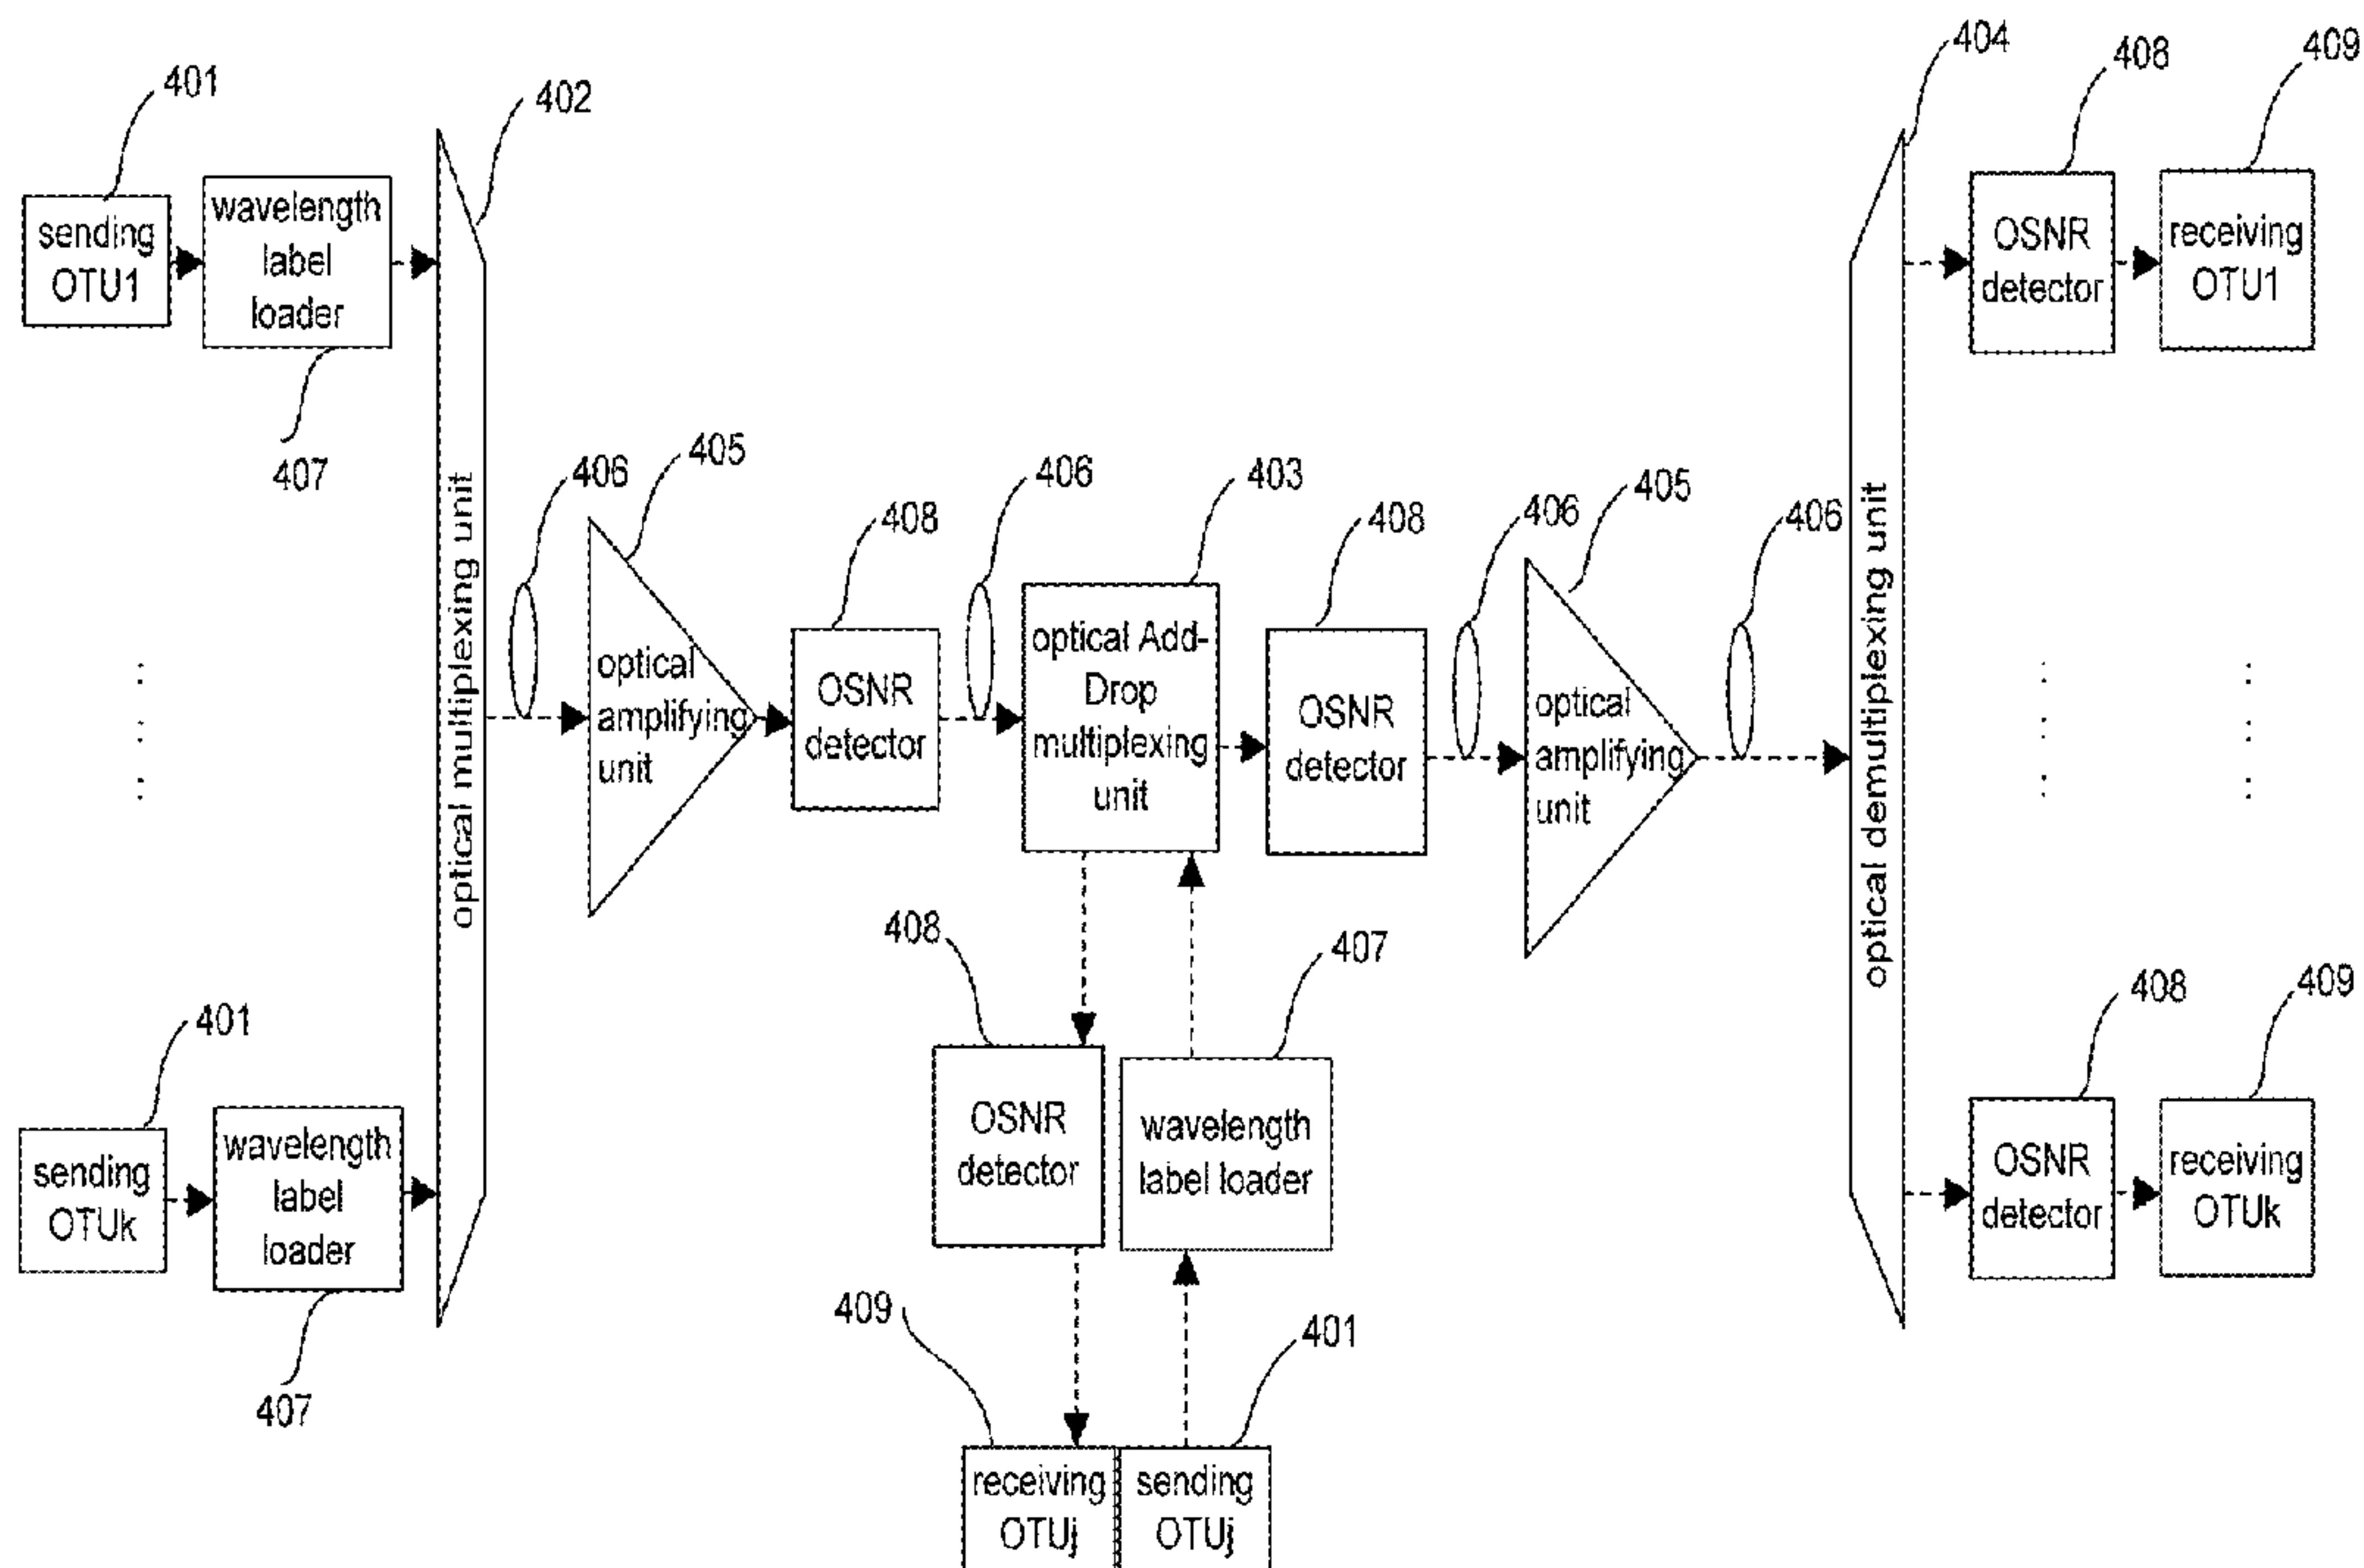 401
402
404
408
409
sending
OTU1
wavelength
label
loader
OSNR
detector
receiving
OTU1
407
optical multiplexing unit
406
405
408
406
403
408
406
405
406
optical demultiplexing unit
optical
amplifying
unit
OSNR
detector
optical Add-
Drop
multiplexing
unit
OSNR
detector
optical
amplifying
unit
408
407
401
408
409
sending
OTUk
wavelength
label
loader
OSNR
detector
wavelength
label loader
OSNR
detector
receiving
OTUk
407
409
401
receiving
OTUj
sending
OTUj